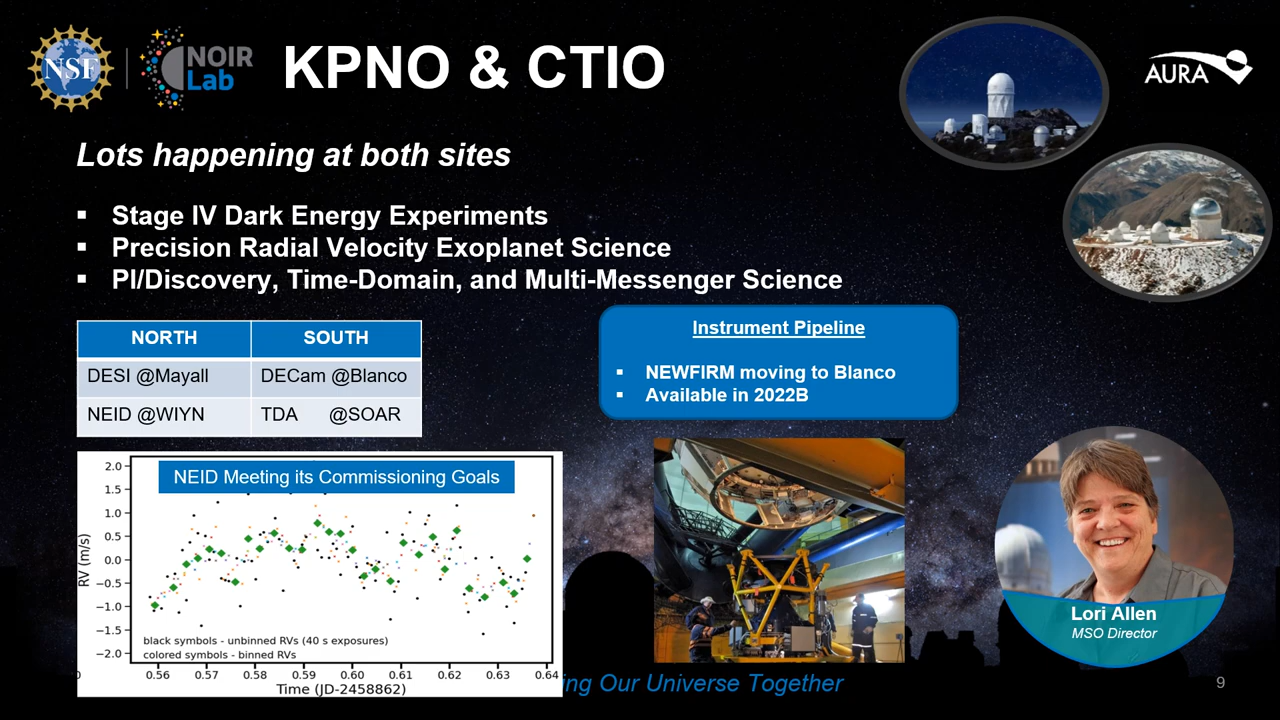 NSF
NOIR
Lab
KPNO & CTIO
AURA
Lots happening at both sites
▪ Stage IV Dark Energy Experiments
▪ Precision Radial Velocity Exoplanet Science
▪ PI/Discovery, Time-Domain, and Multi-Messenger Science
NORTH SOUTH
DESI @Mayall DECam @Blanco
NEID @WIYN TDA @SOAR
Instrument Pipeline
▪ NEWFIRM moving to Blanco
▪ Available in 2022B
NEID Meeting its Commissioning Goals
RV (m/s)
2.0
1.5
1.0
0.5
0.0
−0.5
−1.0
−1.5
−2.0
black symbols - unbinned RVs (40 s exposures)
colored symbols - binned RVs
0.56 0.57 0.58 0.59 0.60 0.61 0.62 0.63 0.64
Time (JD-2458862)
Lori Allen
MSO Director
ing Our Universe Together
9